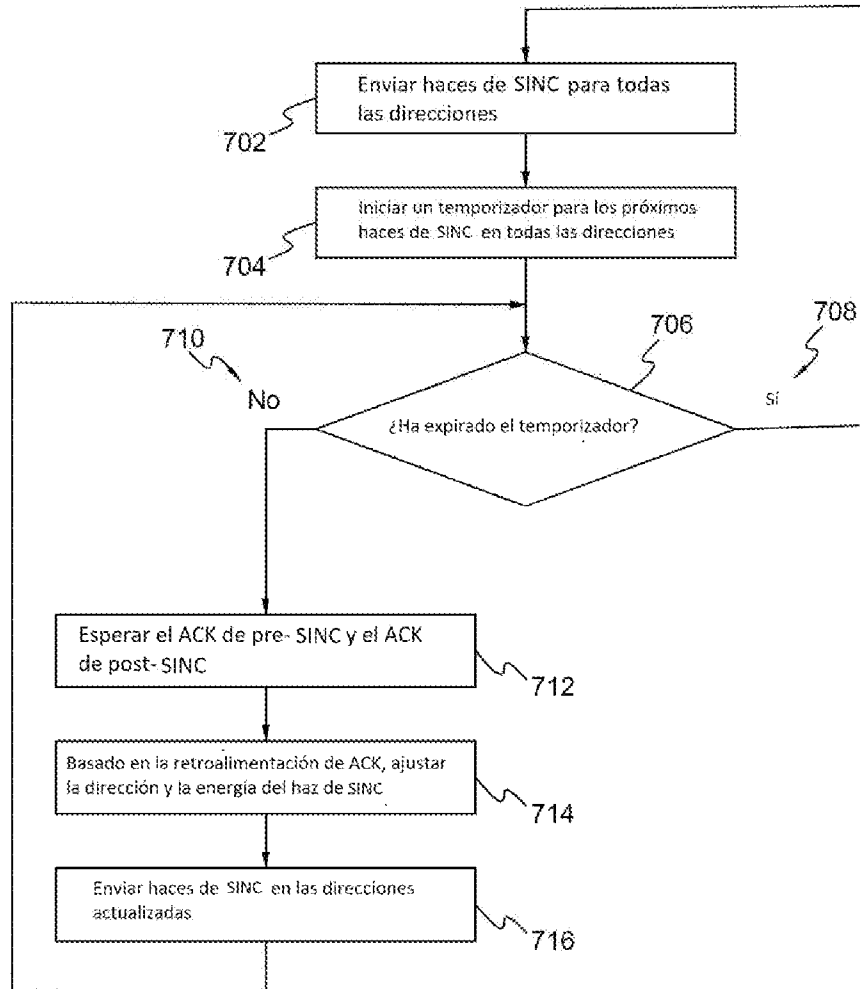 Enviar haces de SINC para todas
las direcciones
702
Iniciar un temporizador para los próximos
haces de SINC en todas las direcciones
704
706
708
710
No
Sí
¿Ha expirado el temporizador?
Esperar el ACK de pre-SINC y el ACK
de post-SINC
712
Basado en la retroalimentación de ACK, ajustar
la dirección y la energía del haz de SINC
714
Enviar haces de SINC en las direcciones
actualizadas
716